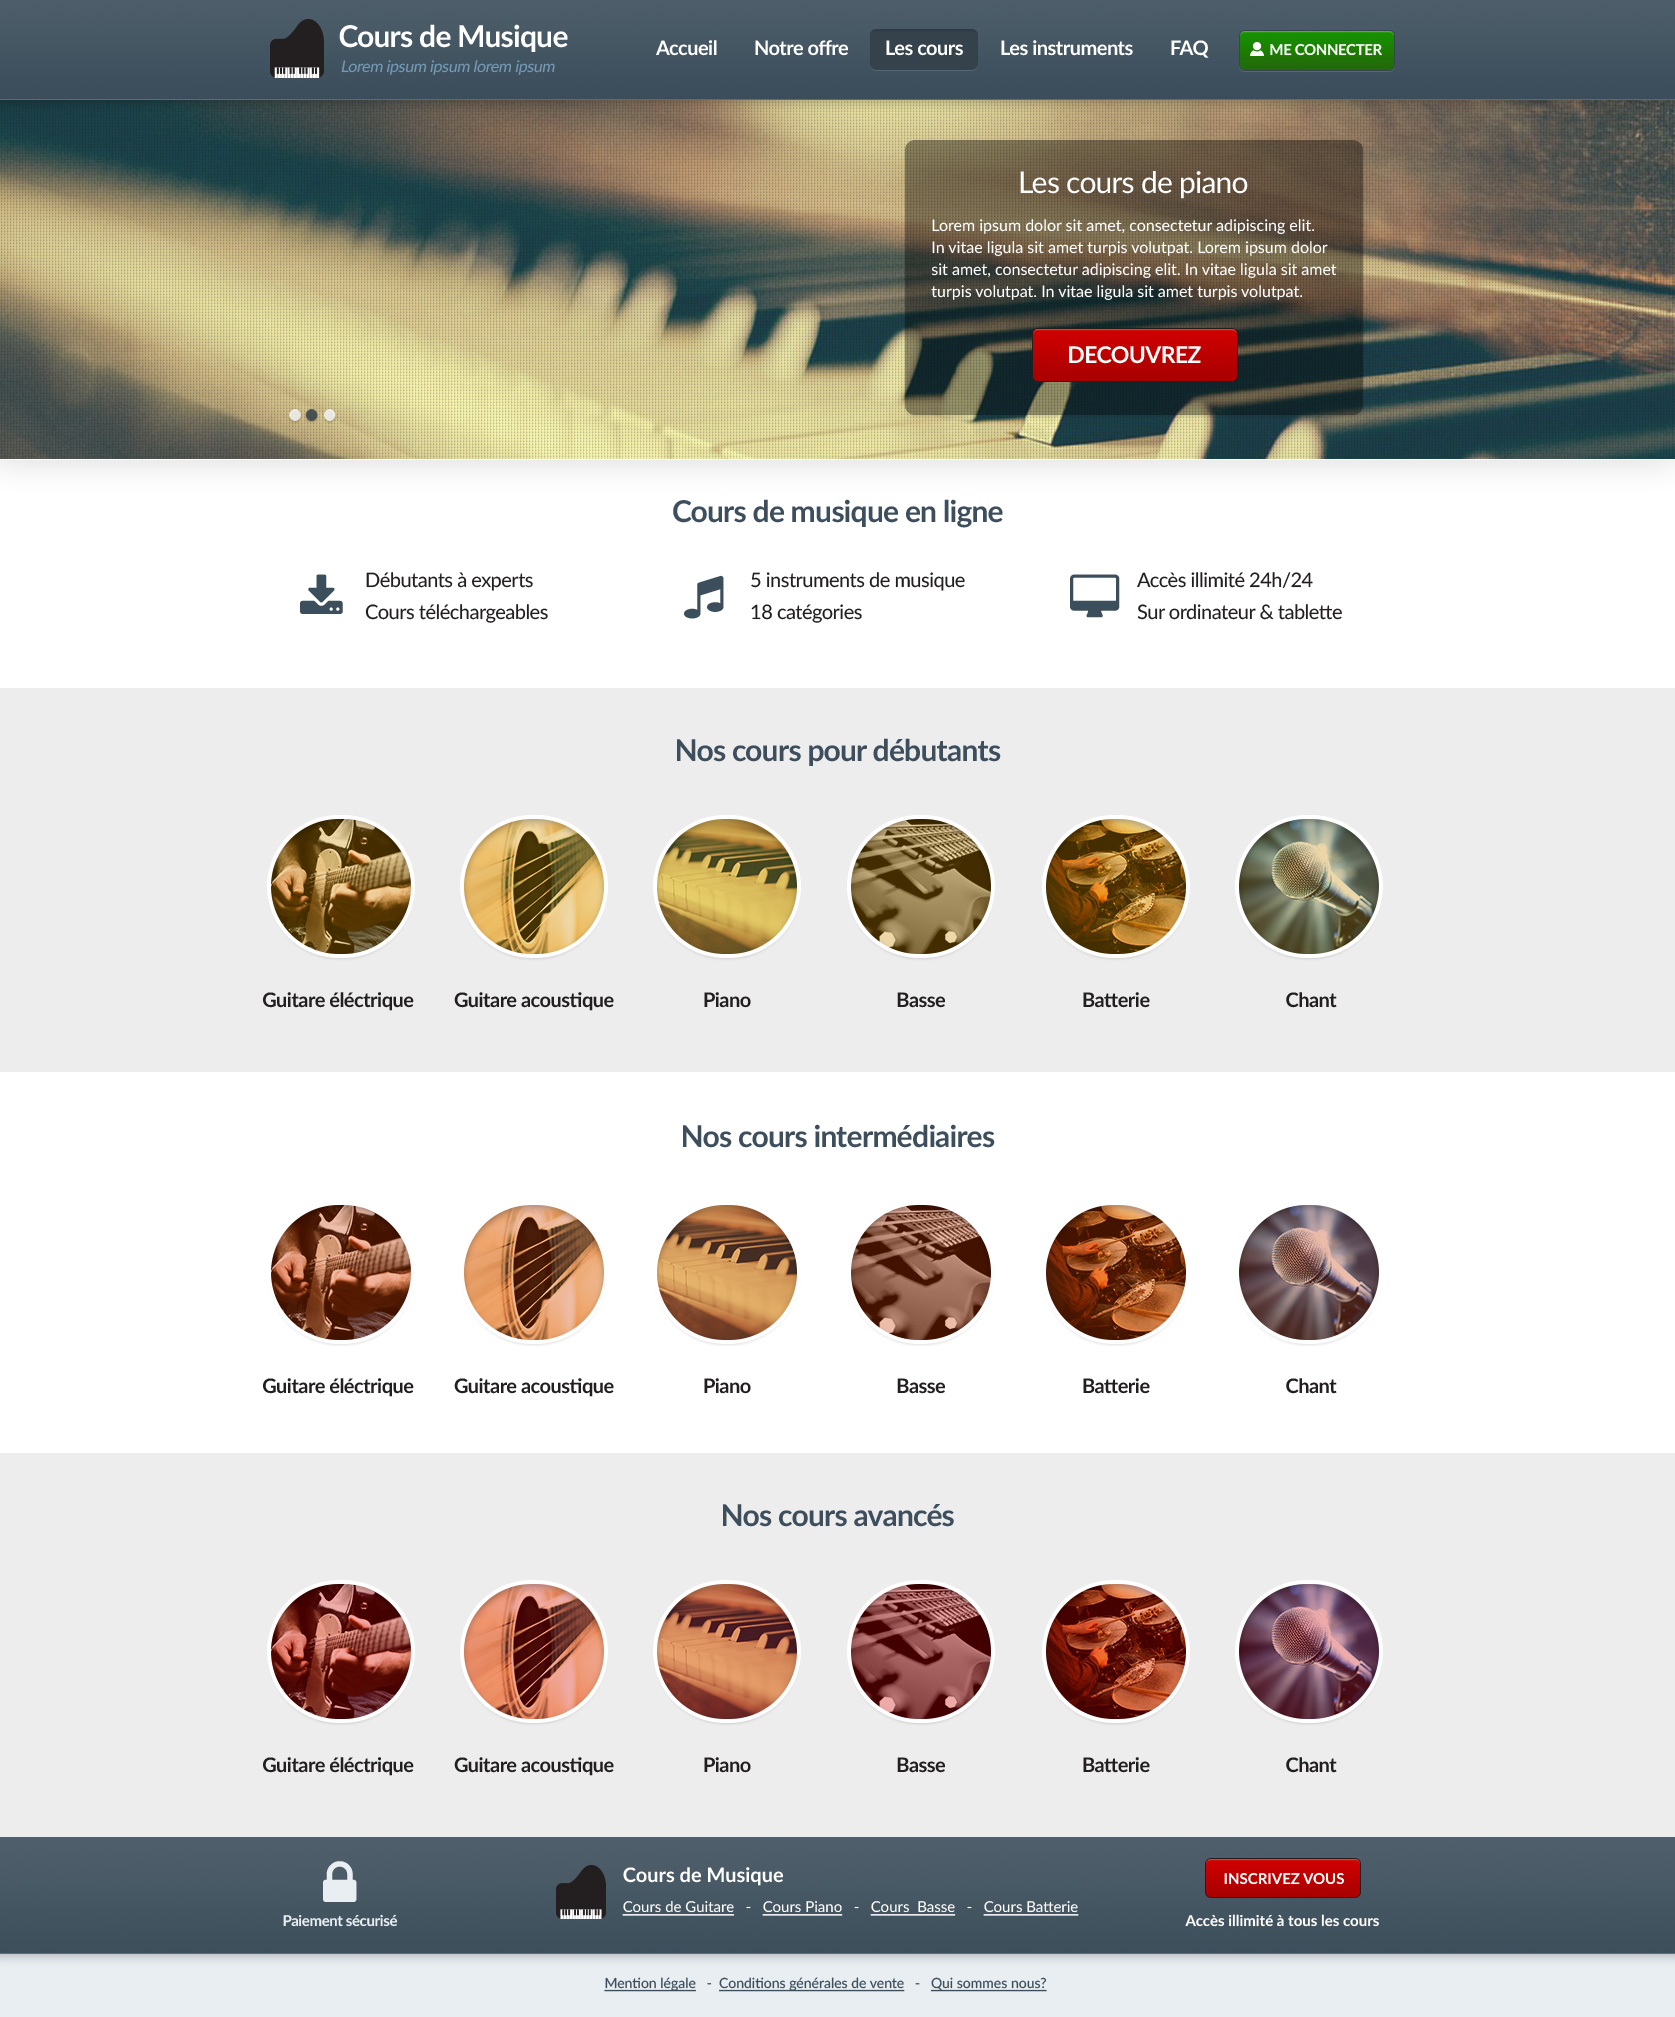 Cours de Musique
Lorem ipsum ipsum lorem ipsum
Accueil
Notre offre
Les cours
Les instruments
FAQ
ME CONNECTER
Les cours de piano
Lorem ipsum dolor sit amet, consectetur adipiscing elit.
In vitae ligula sit amet turpis volutpat. Lorem ipsum dolor
sit amet, consectetur adipiscing elit. In vitae ligula sit amet
turpis volutpat. In vitae ligula sit amet turpis volutpat.
DECOUVREZ
Cours de musique en ligne
Débutants à experts
Cours téléchargeables
5 instruments de musique
18 catégories
Accès illimité 24h/24
Sur ordinateur & tablette
Nos cours pour débutants
Guitare éléctrique
Guitare acoustique
Piano
Basse
Batterie
Chant
Nos cours intermédiaires
Guitare éléctrique
Guitare acoustique
Piano
Basse
Batterie
Chant
Nos cours avancés
Guitare éléctrique
Guitare acoustique
Piano
Basse
Batterie
Chant
Paiement sécurisé
Cours de Musique
Cours de Guitare - Cours Piano - Cours Basse - Cours Batterie
INSCRIVEZ VOUS
Accès illimité à tous les cours
Mention légale - Conditions générales de vente - Qui sommes nous?